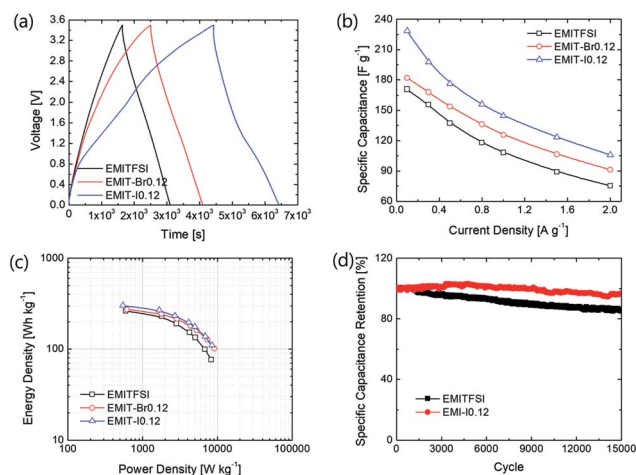 (a)
Voltage [V]
3.6
3.0
2.4
1.8
1.2
0.6
0.0
EMITFSI
EMIT-Br0.12
EMIT-I0.12
0 1x10³ 2x10³ 3x10³ 4x10³ 5x10³ 6x10³ 7x10³
Time [s]
(b)
Specific Capacitance [F g⁻¹]
240
210
180
150
120
90
60
EMITFSI
EMIT-Br0.12
EMIT-I0.12
0.0 0.4 0.8 1.2 1.6 2.0
Current Density [A g⁻¹]
(c)
Energy Density [Wh kg⁻¹]
1000
100
10
EMITFSI
EMIT-Br0.12
EMIT-I0.12
100 1000 10000 100000
Power Density [W kg⁻¹]
(d)
Specific Capacitance Retention [%]
120
80
40
0
EMITFSI
EMI-I0.12
0 3000 6000 9000 12000 15000
Cycle